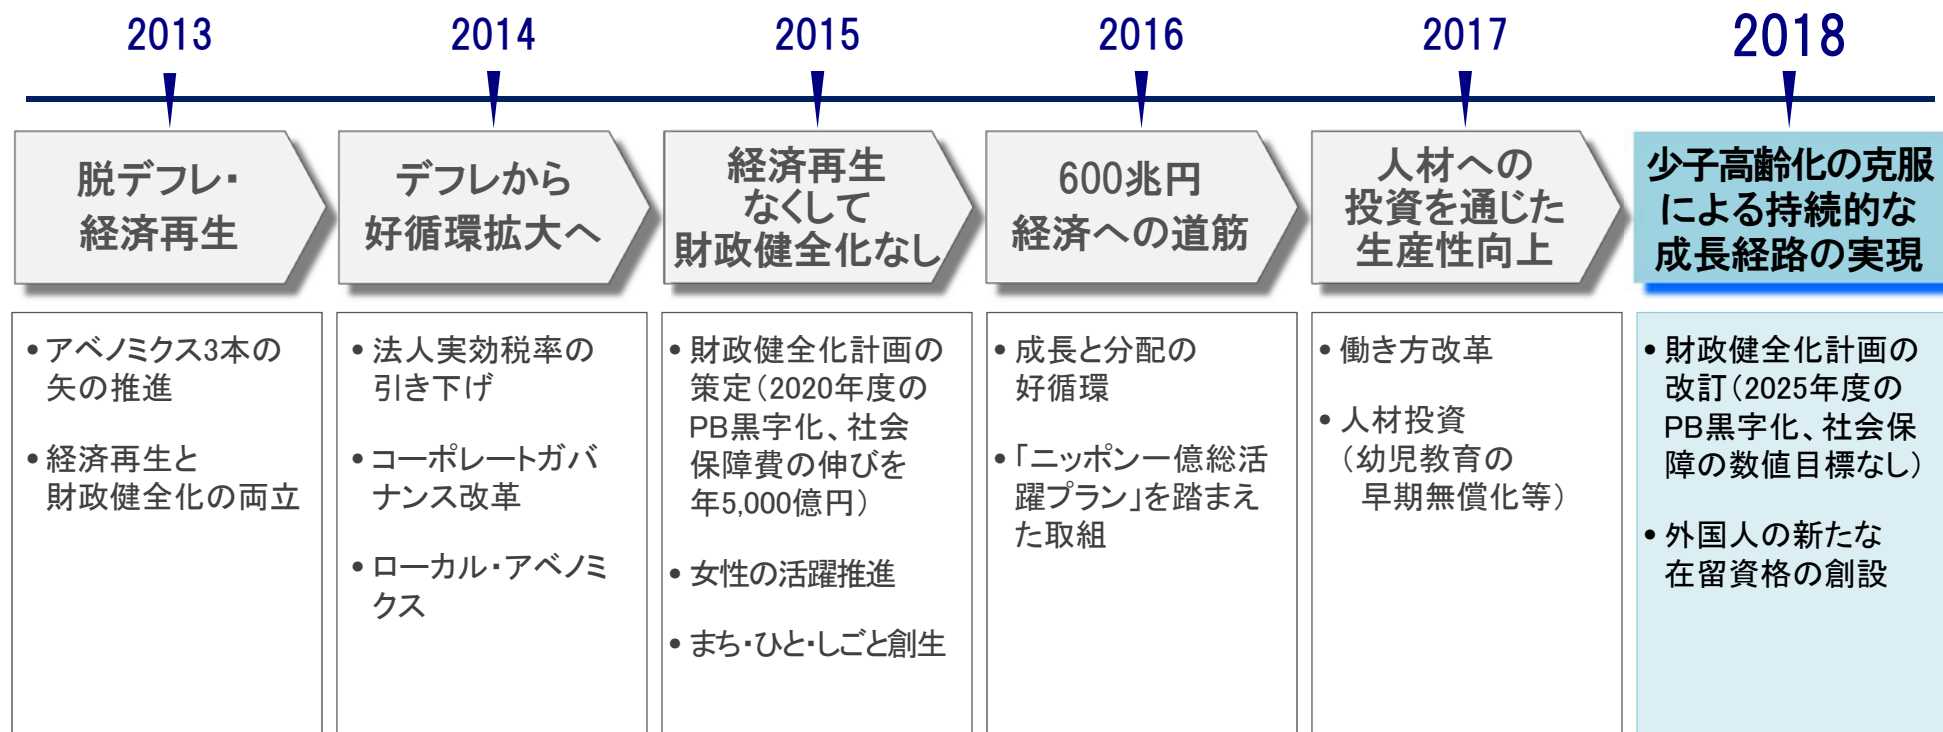 2013
2014
2015
2016
2017
2018
脱デフレ・
経済再生
デフレから
好循環拡大へ
経済再生
なくして
財政健全化なし
600兆円
経済への道筋
人材への
投資を通じた
生産性向上
少子高齢化の克服
による持続的な
成長経路の実現
• アベノミクス3本の
矢の推進
• 経済再生と
財政健全化の両立
• 法人実効税率の
引き下げ
• コーポレートガバ
ナンス改革
• ローカル・アベノミ
クス
• 財政健全化計画の
策定（2020年度の
PB黒字化、社会
保障費の伸びを
年5,000億円）
• 女性の活躍推進
• まち・ひと・しごと創生
• 成長と分配の
好循環
• 「ニッポン一億総活
躍プラン」を踏まえ
た取組
• 働き方改革
• 人材投資
（幼児教育の
早期無償化等）
• 財政健全化計画の
改訂（2025年度の
PB黒字化、社会保
障の数値目標なし）
• 外国人の新たな
在留資格の創設